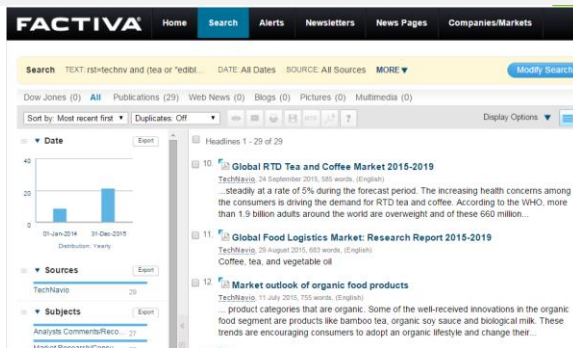 FACTIVA Home Search Alerts Newsletters News Pages Companies/Markets
Search TEXT: rst=technv and (tea or "edibl... DATE: All Dates SOURCE: All Sources MORE Modify Search
Dow Jones (0) All Publications (29) Web News (0) Blogs (0) Pictures (0) Multimedia (0)
Sort by: Most recent first Duplicates: Off RTF ? Display Options
Date Export
40
20
0
01-Jan-2014 31-Dec-2015
Distribution: Yearly
Sources Export
TechNavio 29
Subjects Export
Analysts Comments/Reco... 27
Headlines 1 - 29 of 29
10. Global RTD Tea and Coffee Market 2015-2019
TechNavio, 24 September 2015, 585 words, (English)
...steadily at a rate of 5% during the forecast period. The increasing health concerns among
the consumers is driving the demand for RTD tea and coffee. According to the WHO, more
than 1.9 billion adults around the world are overweight and of these 660 million...
11. Global Food Logistics Market: Research Report 2015-2019
TechNavio, 29 August 2015, 683 words, (English)
Coffee, tea, and vegetable oil
12. Market outlook of organic food products
TechNavio, 11 July 2015, 755 words, (English)
... product categories that are organic. Some of the well-received innovations in the organic
food segment are products like bamboo tea, organic soy sauce and biological milk. These
trends are encouraging consumers to adopt an organic lifestyle and change their...